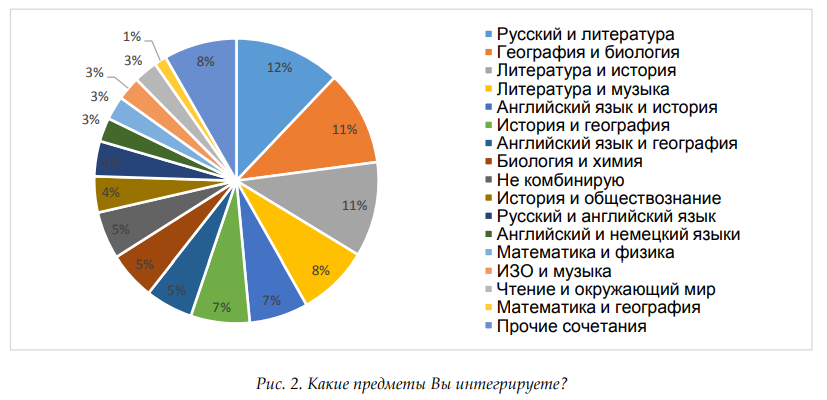 1%
3%
3%
3%
3%
4%
5%
5%
5%
7%
7%
8%
11%
11%
12%
8%
Русский и литература
География и биология
Литература и история
Литература и музыка
Английский язык и история
История и география
Английский язык и география
Биология и химия
Не комбинирую
История и обществознание
Русский и английский язык
Английский и немецкий языки
Математика и физика
ИЗО и музыка
Чтение и окружающий мир
Математика и география
Прочие сочетания
Рис. 2. Какие предметы Вы интегрируете?